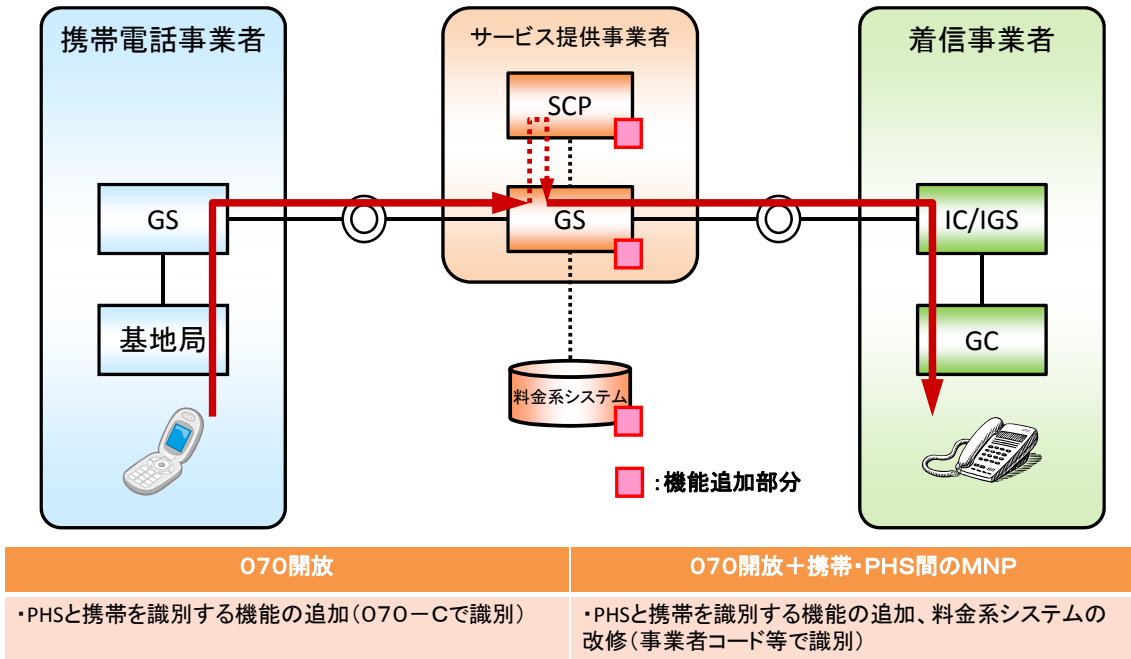 携帯電話事業者
サービス提供事業者
着信事業者
SCP
GS
GS
IC/IGS
基地局
GC
料金系システム
:機能追加部分
070開放
070開放+携帯・PHS間のMNP
・PHSと携帯を識別する機能の追加(070-Cで識別)
・PHSと携帯を識別する機能の追加、料金系システムの
改修(事業者コード等で識別)